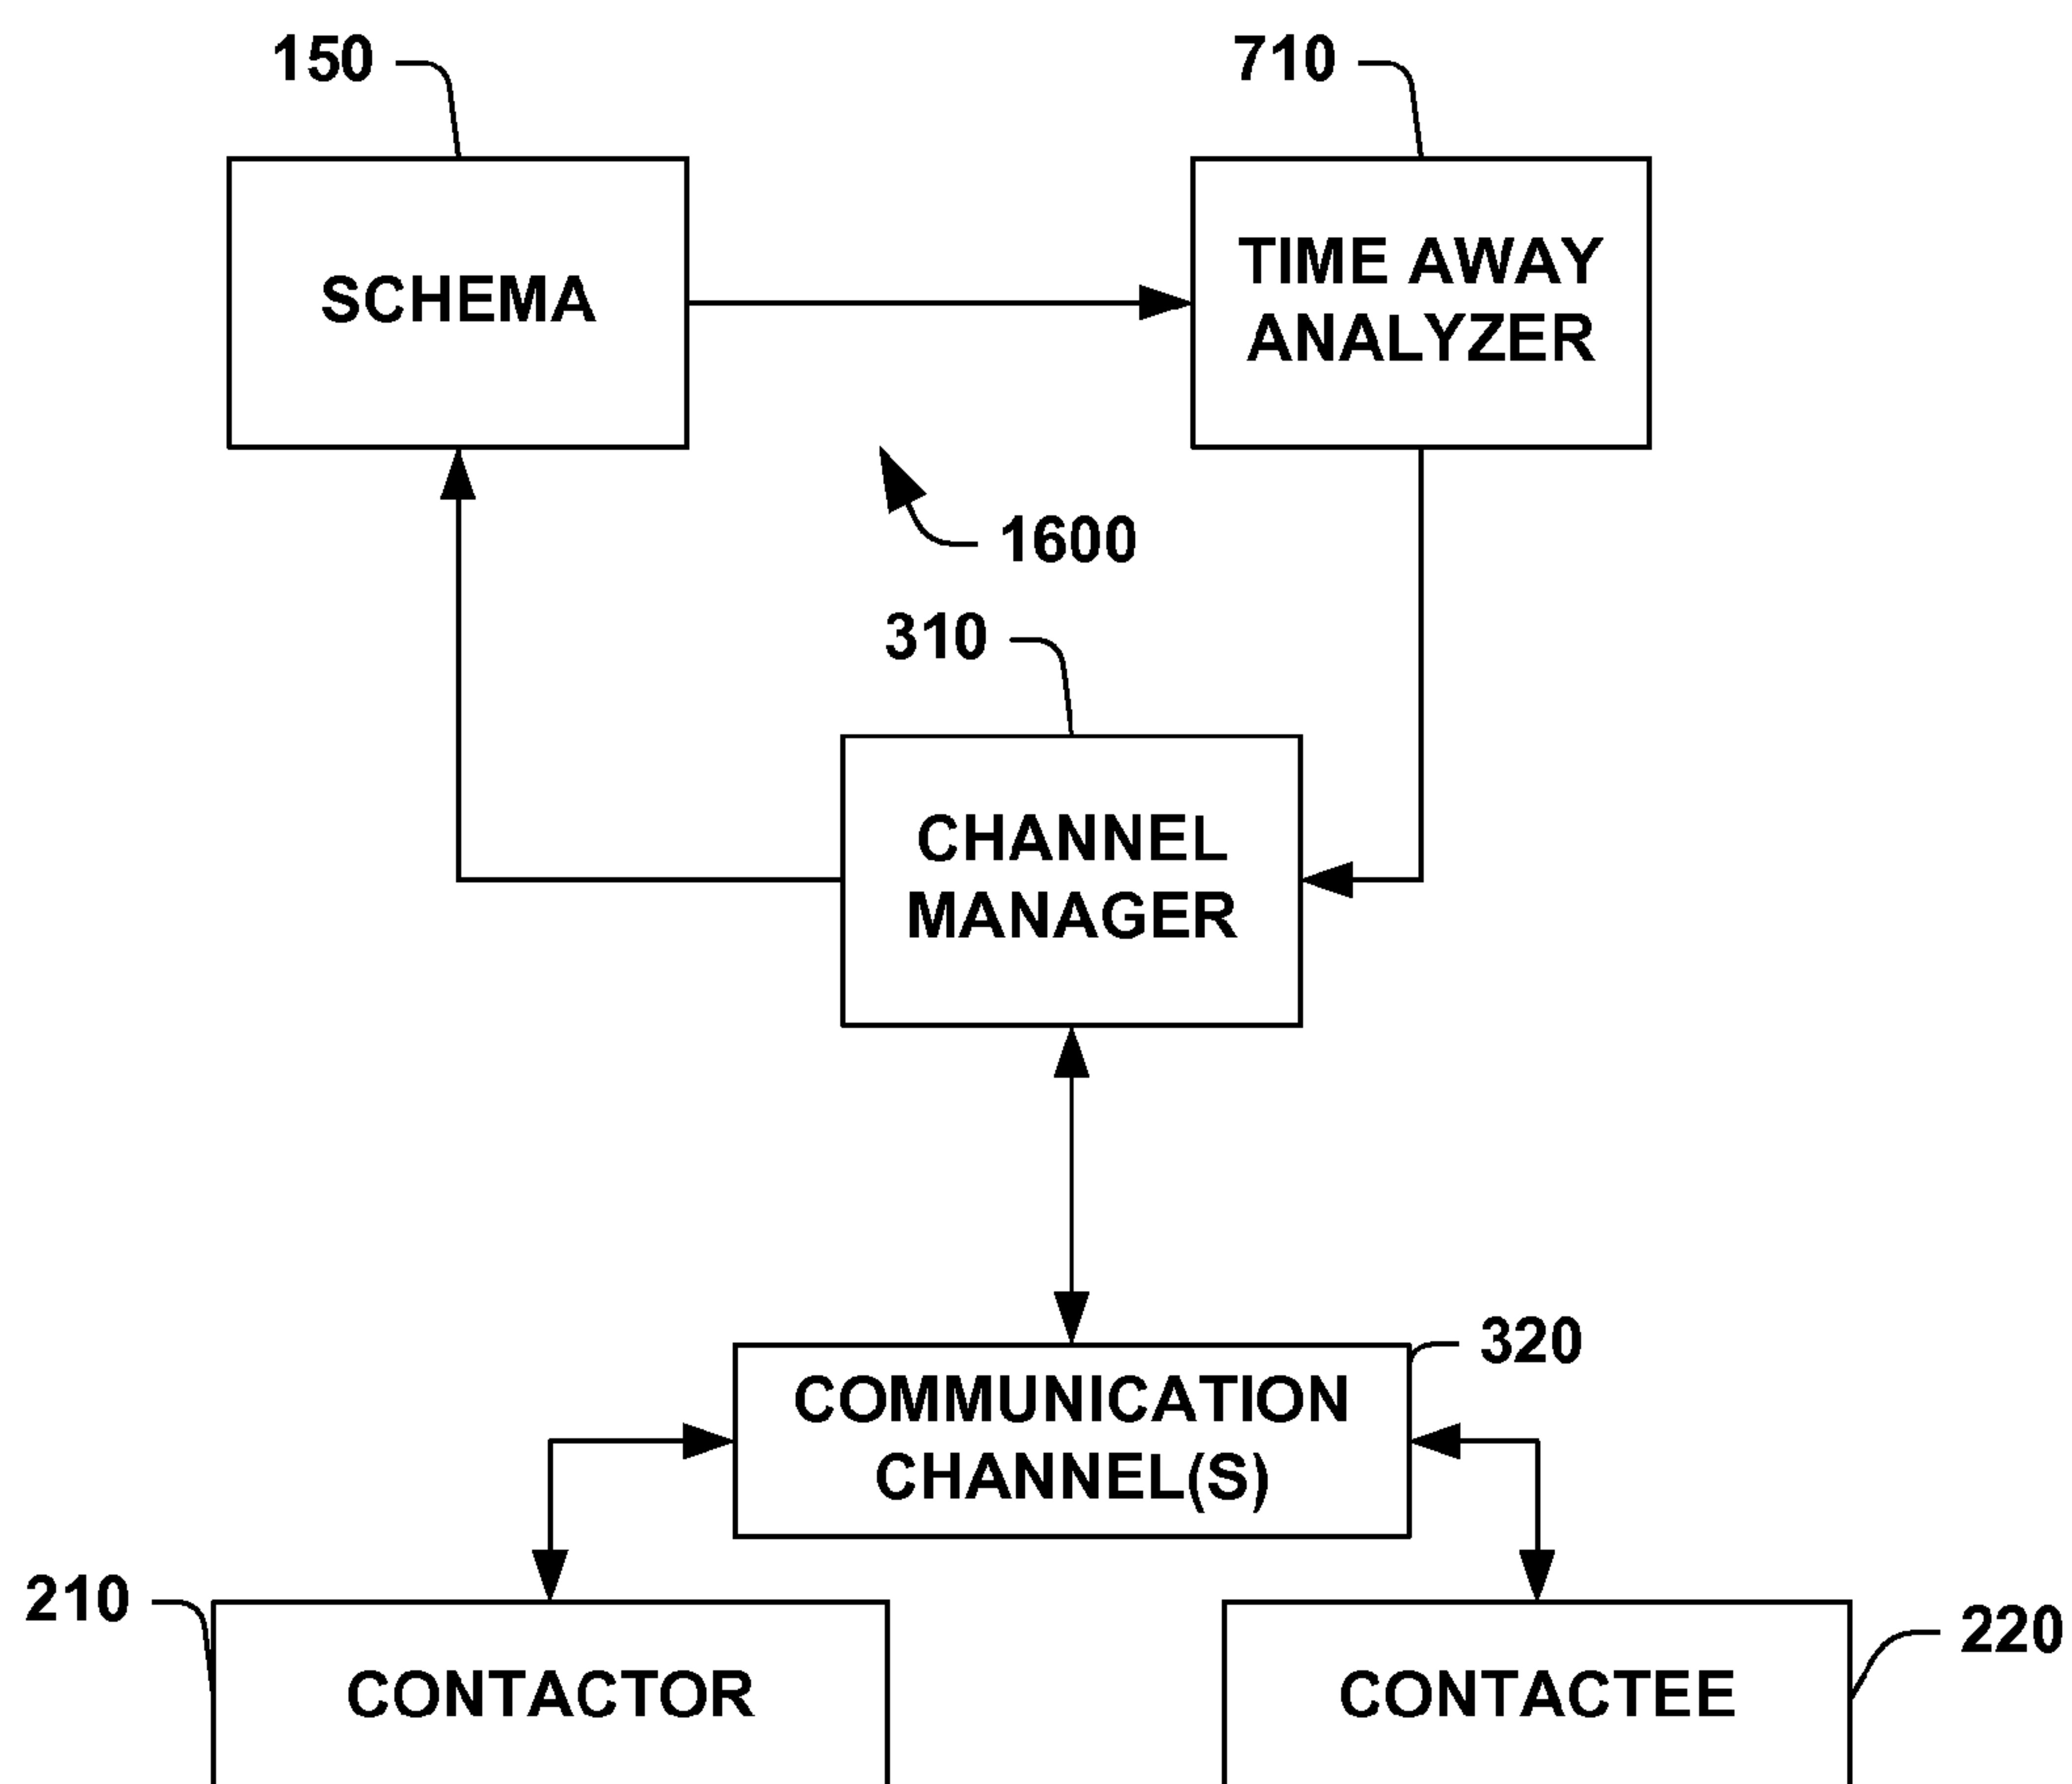 150
710
SCHEMA
TIME AWAY
ANALYZER
1600
310
CHANNEL
MANAGER
320
COMMUNICATION
CHANNEL(S)
210
220
CONTACTOR
CONTACTEE